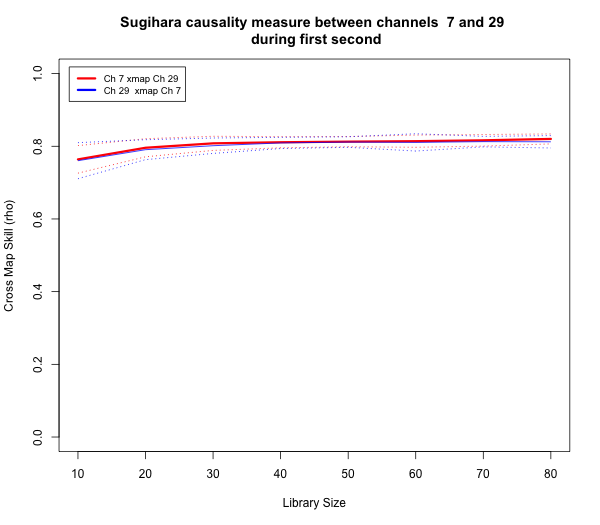 Sugihara causality measure between channels  7 and 29
during first second
Ch 7 xmap Ch 29
Ch 29  xmap Ch 7
Cross Map Skill (rho)
1.0
0.8
0.6
0.4
0.2
0.0
10 20 30 40 50 60 70 80
Library Size